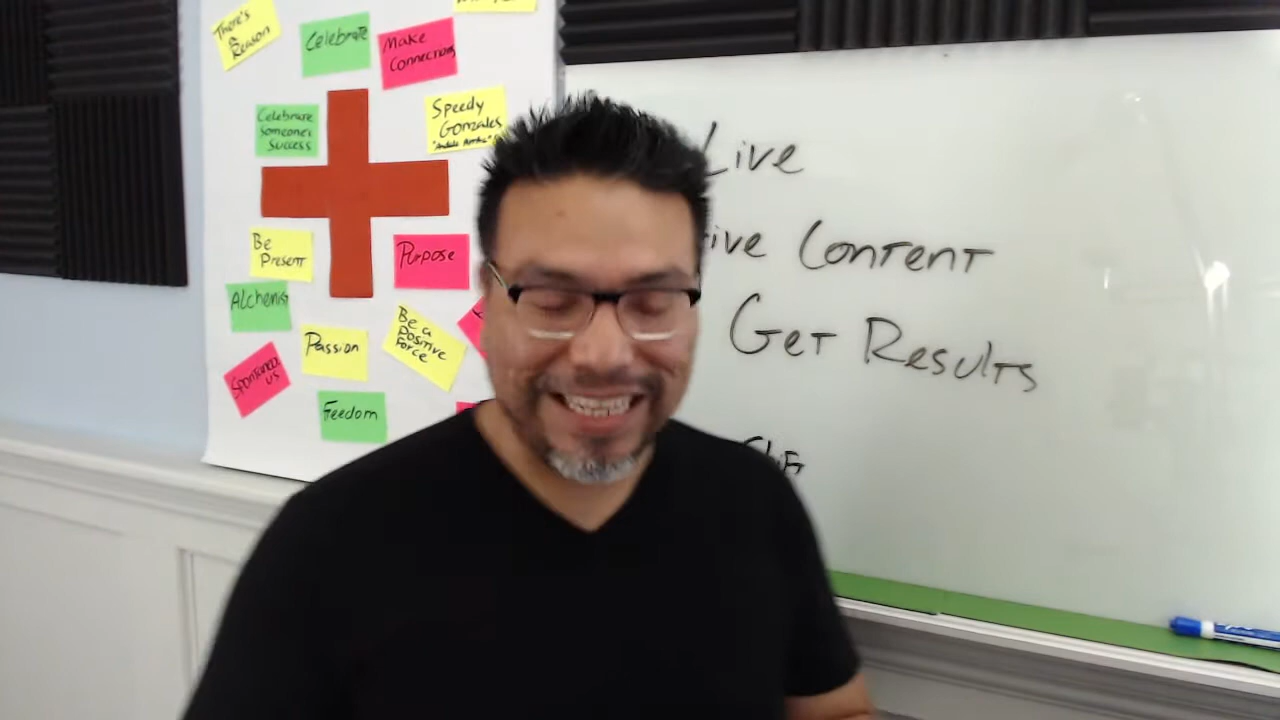 There's
a
Reason
Celebrate
Make
Connections
Celebrate
Someone's
Success
Speedy
Gonzales
Be
Present
Purpose
Alchemist
Passion
Be a
Positive
Force
Spontaneous
Freedom
Live
Content
Get Results